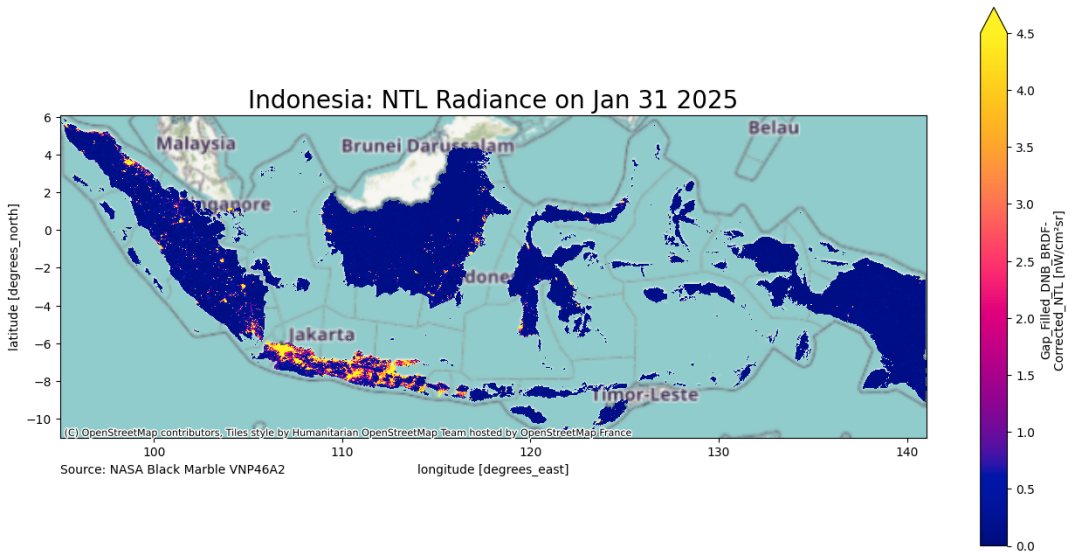 Indonesia: NTL Radiance on Jan 31 2025
6
4
2
0
−2
−4
−6
−8
−10
latitude [degrees_north]
Malaysia
Brunei Darussalam
Belau
ngapore
dones
Jakarta
Timor-Leste
(C) OpenStreetMap contributors, Tiles style by Humanitarian OpenStreetMap Team hosted by OpenStreetMap France
100
110
120
130
140
Source: NASA Black Marble VNP46A2
longitude [degrees_east]
4.5
4.0
3.5
3.0
2.5
2.0
1.5
1.0
0.5
0.0
Gap_Filled_DNB_BRDF-
Corrected_NTL [nW/cm²sr]